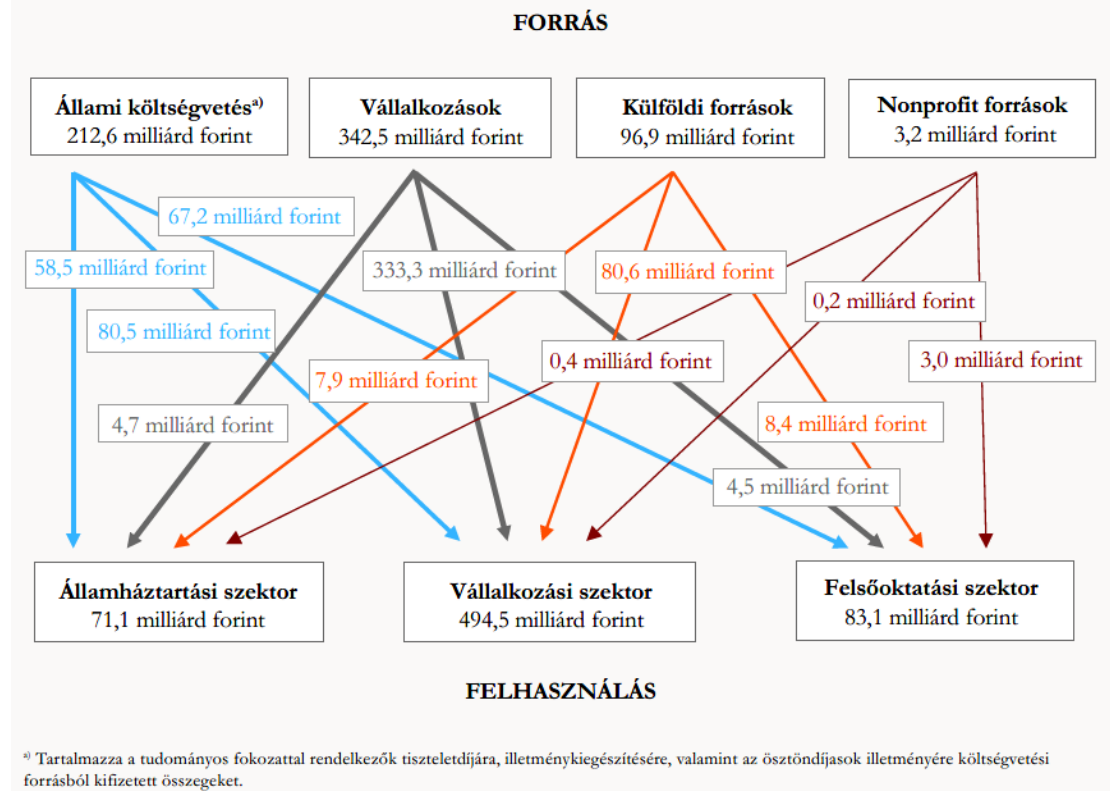 FORRÁS
Állami költségvetésᵃ⁾
212,6 milliárd forint
Vállalkozások
342,5 milliárd forint
Külföldi források
96,9 milliárd forint
Nonprofit források
3,2 milliárd forint
67,2 milliárd forint
58,5 milliárd forint
333,3 milliárd forint
80,6 milliárd forint
0,2 milliárd forint
80,5 milliárd forint
0,4 milliárd forint
3,0 milliárd forint
7,9 milliárd forint
4,7 milliárd forint
8,4 milliárd forint
4,5 milliárd forint
Államháztartási szektor
71,1 milliárd forint
Vállalkozási szektor
494,5 milliárd forint
Felsőoktatási szektor
83,1 milliárd forint
FELHASZNÁLÁS
ᵃ⁾ Tartalmazza a tudományos fokozattal rendelkezők tiszteletdíjára, illetménykiegészítésére, valamint az ösztöndíjasok illetményére költségvetési
forrásból kifizetett összegeket.